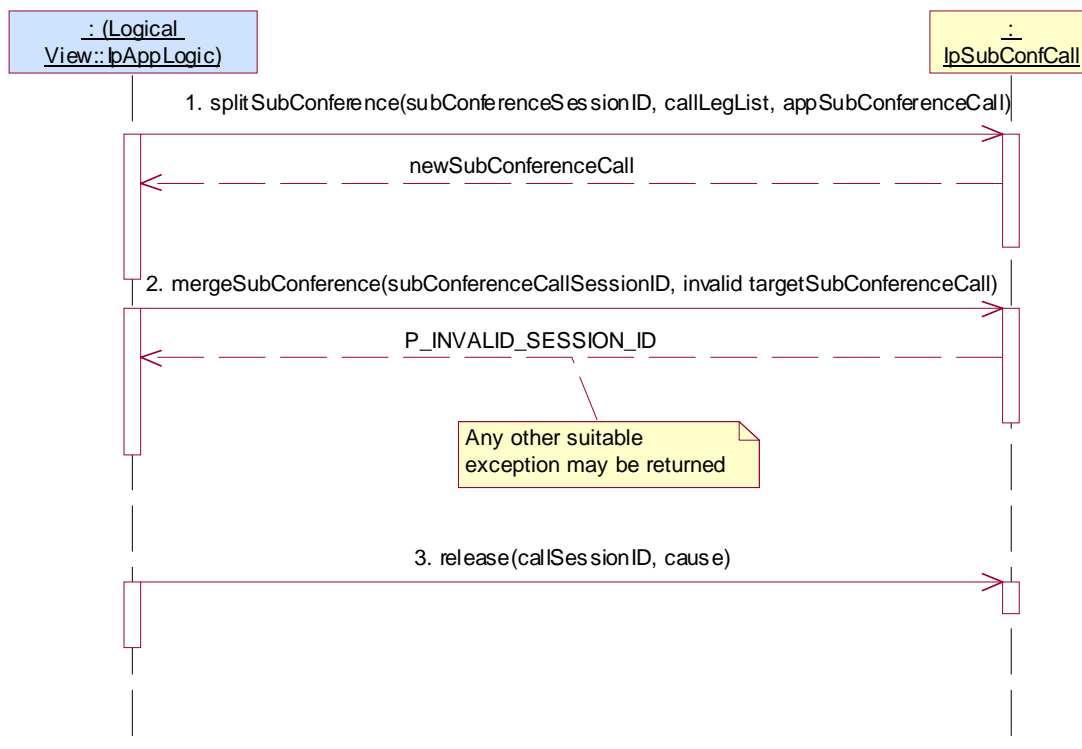 : (Logical
View::IpAppLogic)
:
IpSubConfCall
1. splitSubConference(subConferenceSessionID, callLegList, appSubConferenceCall)
newSubConferenceCall
2. mergeSubConference(subConferenceCallSessionID, invalid targetSubConferenceCall)
P_INVALID_SESSION_ID
Any other suitable
exception may be returned
3. release(callSessionID, cause)